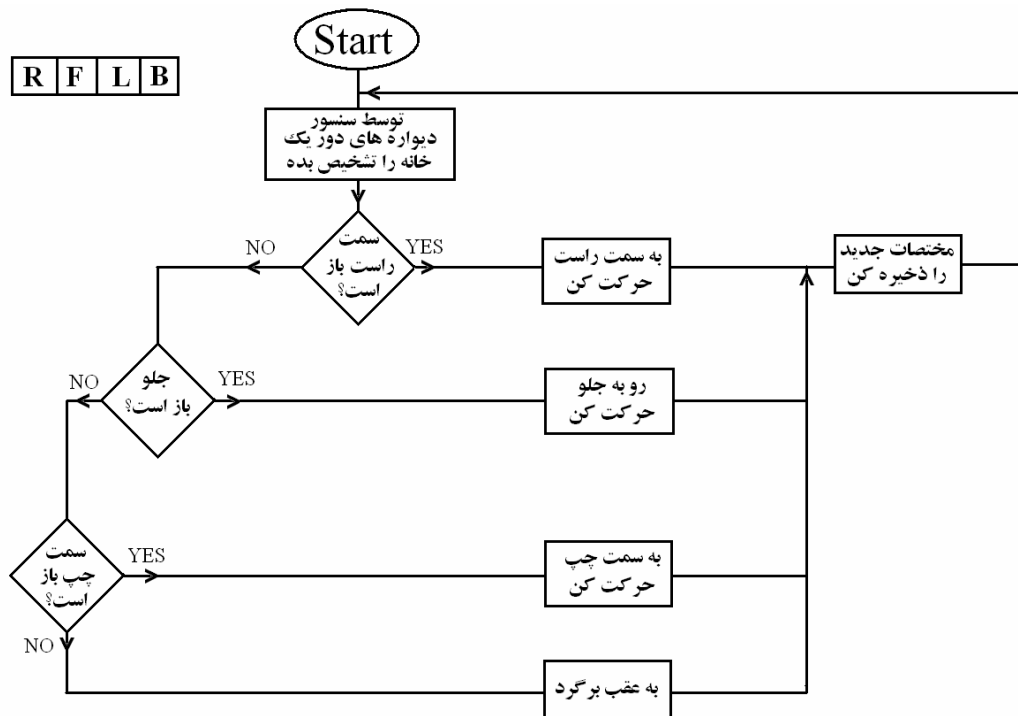 Start
R F L B
توسط سنسور
دیواره های دور یک
خانه را تشخیص بده
سمت
راست باز
است؟
NO
YES
به سمت راست
حرکت کن
مختصات جدید
را ذخیره کن
جلو
باز است؟
NO
YES
رو به جلو
حرکت کن
سمت
چپ باز
است؟
YES
به سمت چپ
حرکت کن
NO
به عقب برگرد